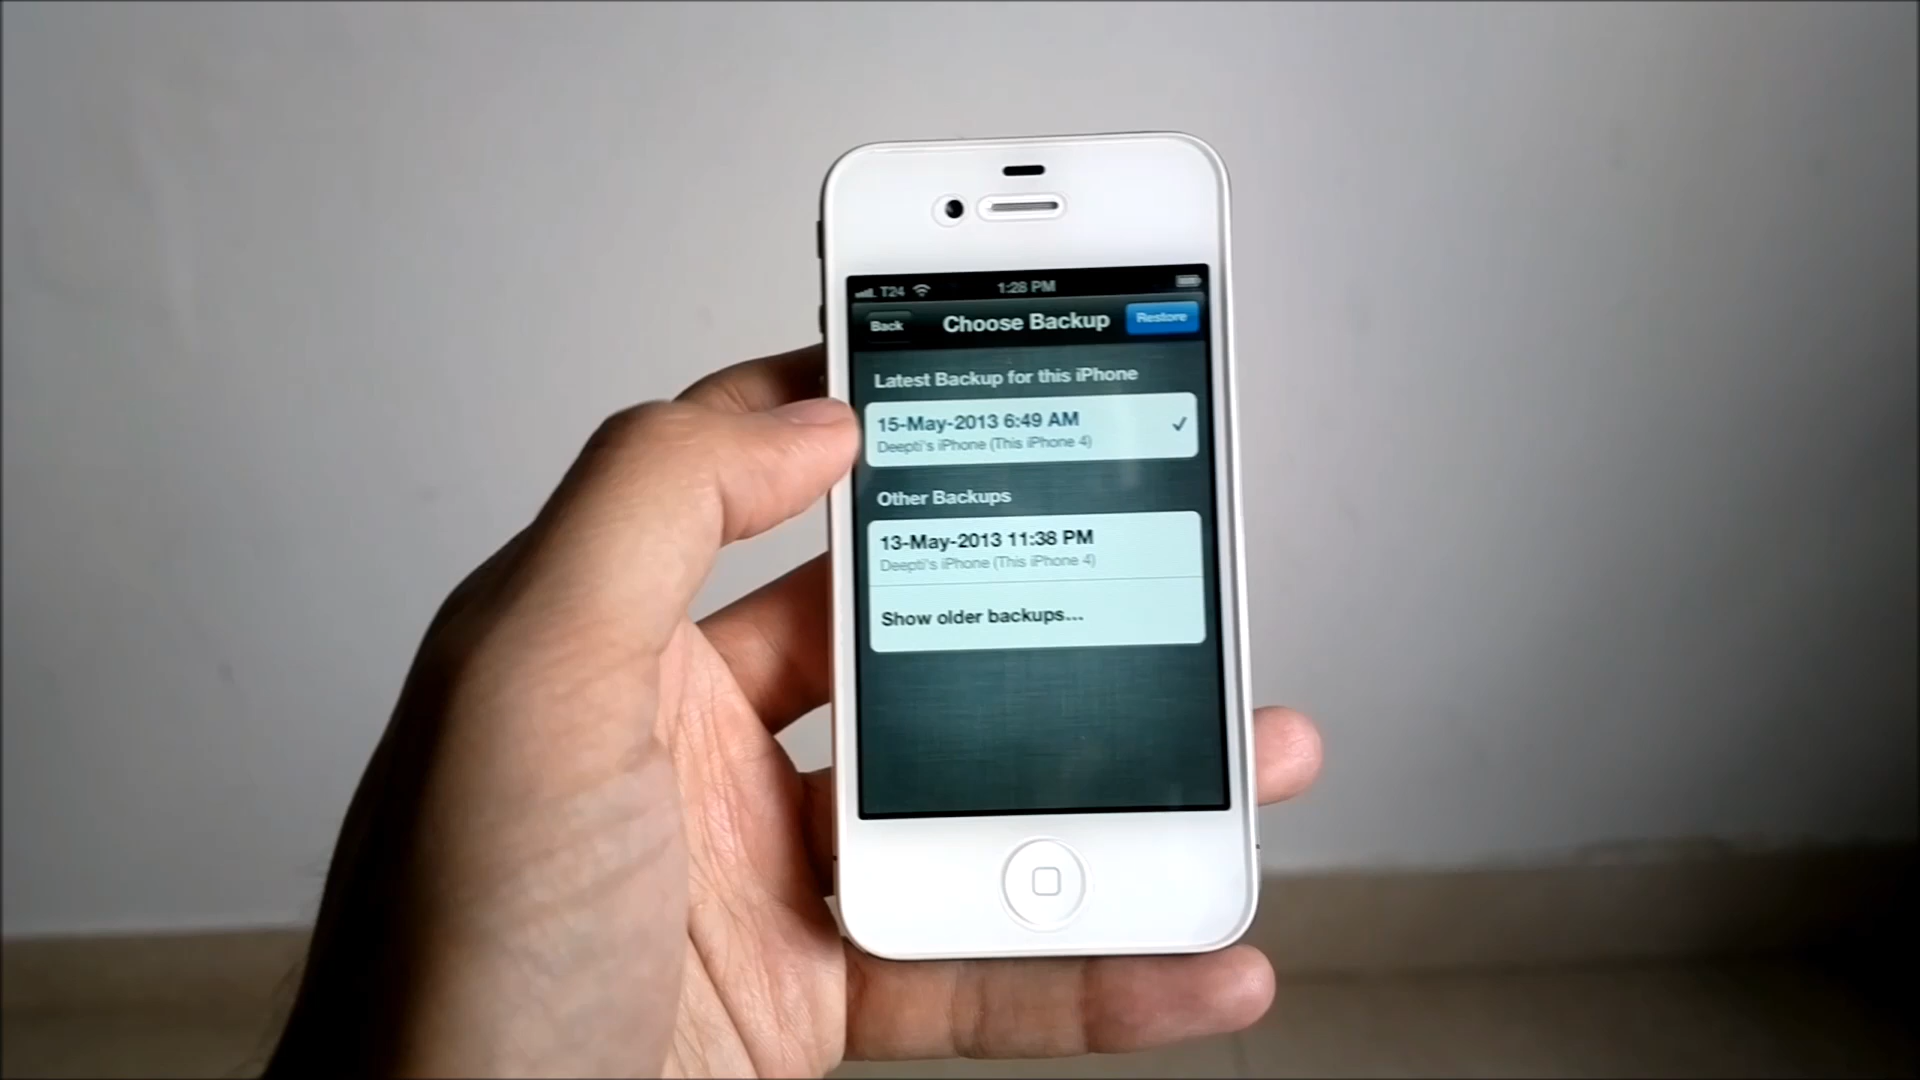 T24 1:28 PM
Back Choose Backup Restore
Latest Backup for this iPhone
15-May-2013 6:49 AM ✓
Deepti's iPhone (This iPhone 4)
Other Backups
13-May-2013 11:38 PM
Deepti's iPhone (This iPhone 4)
Show older backups...